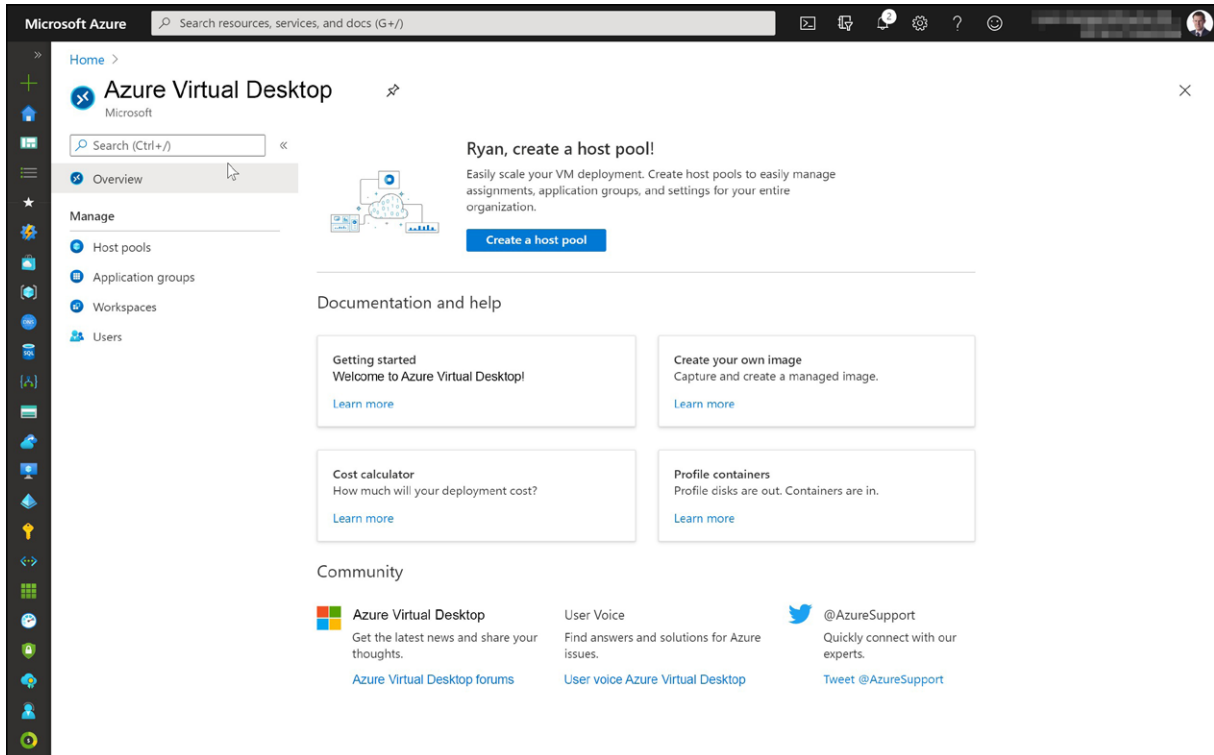 Microsoft Azure
Search resources, services, and docs (G+/)
2
Home >
Azure Virtual Desktop
Microsoft
Search (Ctrl+/)
Overview
Manage
Host pools
Application groups
Workspaces
Users
Ryan, create a host pool!
Easily scale your VM deployment. Create host pools to easily manage
assignments, application groups, and settings for your entire
organization.
Create a host pool
Documentation and help
Getting started
Welcome to Azure Virtual Desktop!
Learn more
Create your own image
Capture and create a managed image.
Learn more
Cost calculator
How much will your deployment cost?
Learn more
Profile containers
Profile disks are out. Containers are in.
Learn more
Community
Azure Virtual Desktop
Get the latest news and share your
thoughts.
Azure Virtual Desktop forums
User Voice
Find answers and solutions for Azure
issues.
User voice Azure Virtual Desktop
@AzureSupport
Quickly connect with our
experts.
Tweet @AzureSupport
SQL